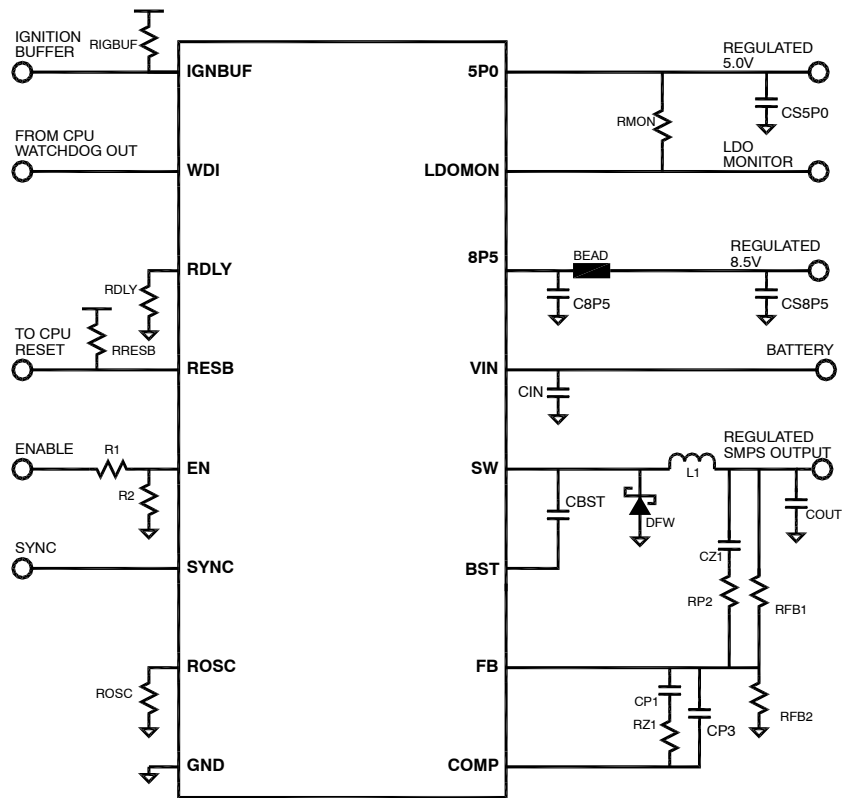 IGNITION
BUFFER
RIGBUF
IGNBUF
5P0
REGULATED
5.0V
CS5P0
RMON
FROM CPU
WATCHDOG OUT
WDI
LDOMON
LDO
MONITOR
RDLY
RDLY
8P5
BEAD
REGULATED
8.5V
C8P5
CS8P5
TO CPU
RESET
RRESB
RESB
VIN
BATTERY
CIN
ENABLE
R1
R2
EN
SW
L1
REGULATED
SMPS OUTPUT
CBST
DFW
COUT
SYNC
SYNC
BST
CZ1
RP2
RFB1
ROSC
ROSC
FB
CP1
RZ1
CP3
RFB2
GND
COMP